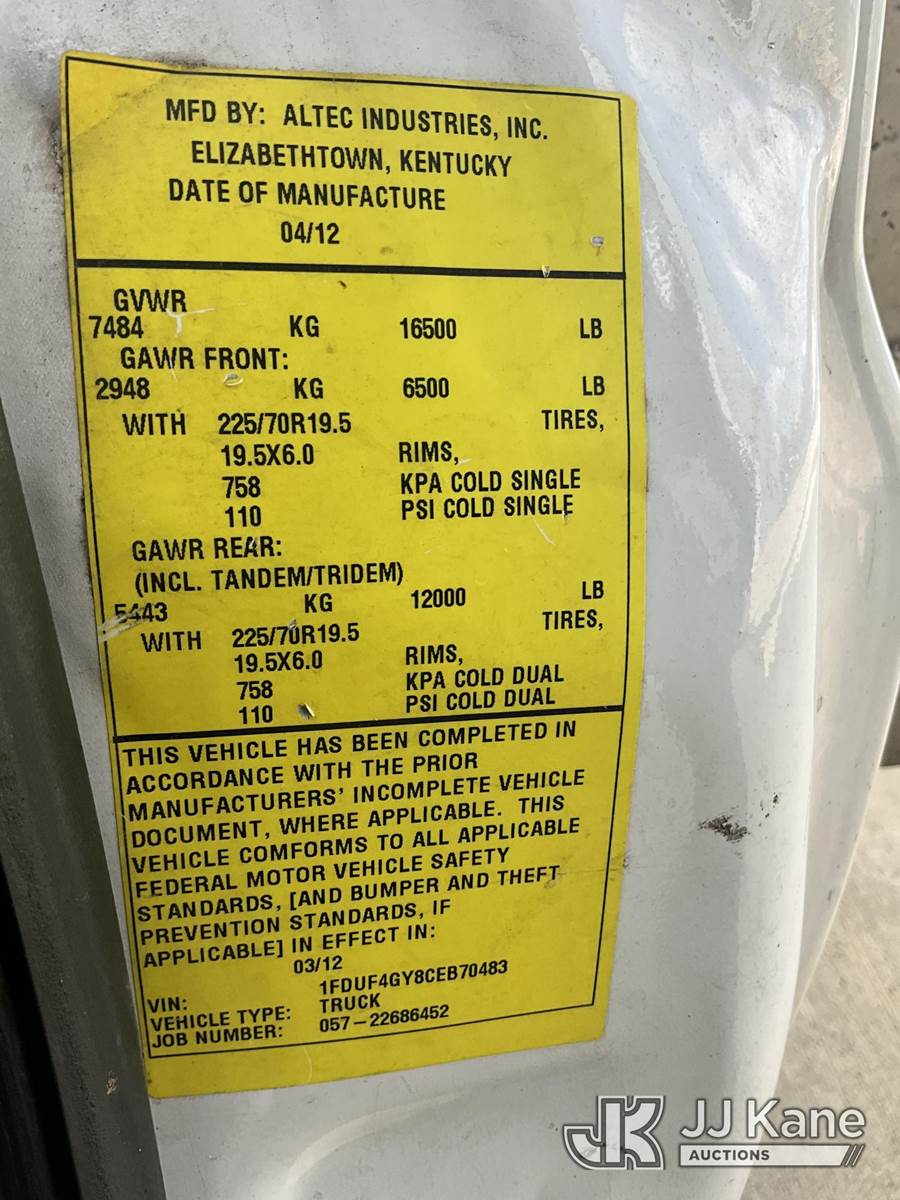 MFD BY: ALTEC INDUSTRIES, INC.
ELIZABETHTOWN, KENTUCKY
DATE OF MANUFACTURE
04/12
GVWR
7484 KG 16500 LB
GAWR FRONT:
2948 KG 6500 LB
WITH 225/70R19.5 TIRES,
19.5X6.0 RIMS,
758 KPA COLD SINGLE
110 PSI COLD SINGLE
GAWR REAR:
(INCL. TANDEM/TRIDEM)
5443 KG 12000 LB
WITH 225/70R19.5 TIRES,
19.5X6.0 RIMS,
758 KPA COLD DUAL
110 PSI COLD DUAL
THIS VEHICLE HAS BEEN COMPLETED IN
ACCORDANCE WITH THE PRIOR
MANUFACTURERS' INCOMPLETE VEHICLE
DOCUMENT, WHERE APPLICABLE. THIS
VEHICLE COMFORMS TO ALL APPLICABLE
FEDERAL MOTOR VEHICLE SAFETY
STANDARDS, [AND BUMPER AND THEFT
PREVENTION STANDARDS, IF
APPLICABLE] IN EFFECT IN:
03/12
VIN: 1FDUF4GY8CEB70483
VEHICLE TYPE: TRUCK
JOB NUMBER: 057-22686452
JK JJ Kane
AUCTIONS